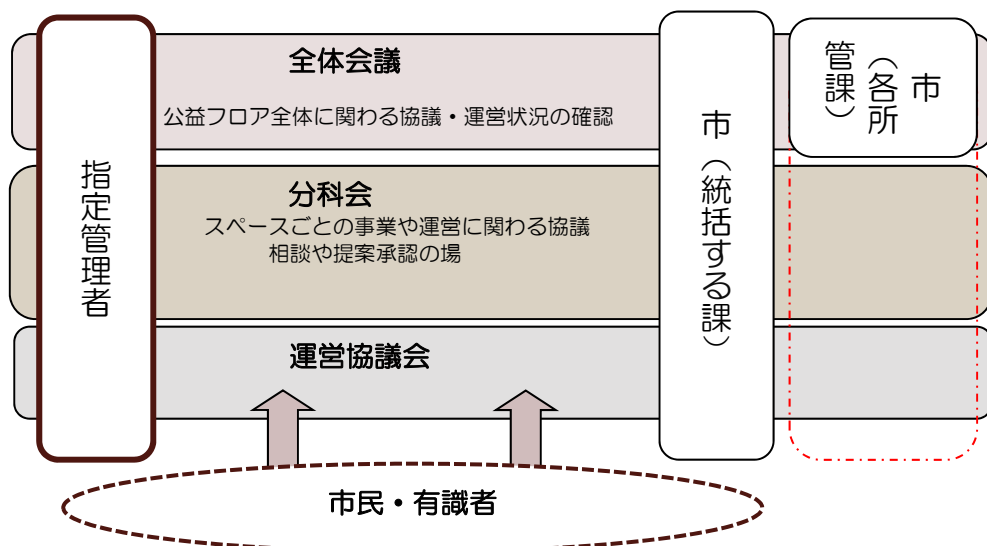 全体会議
公益フロア全体に関わる協議・運営状況の確認
分科会
スペースごとの事業や運営に関わる協議
相談や提案承認の場
運営協議会
指定管理者
市（統括する課）
市
（各所
管課）
市民・有識者